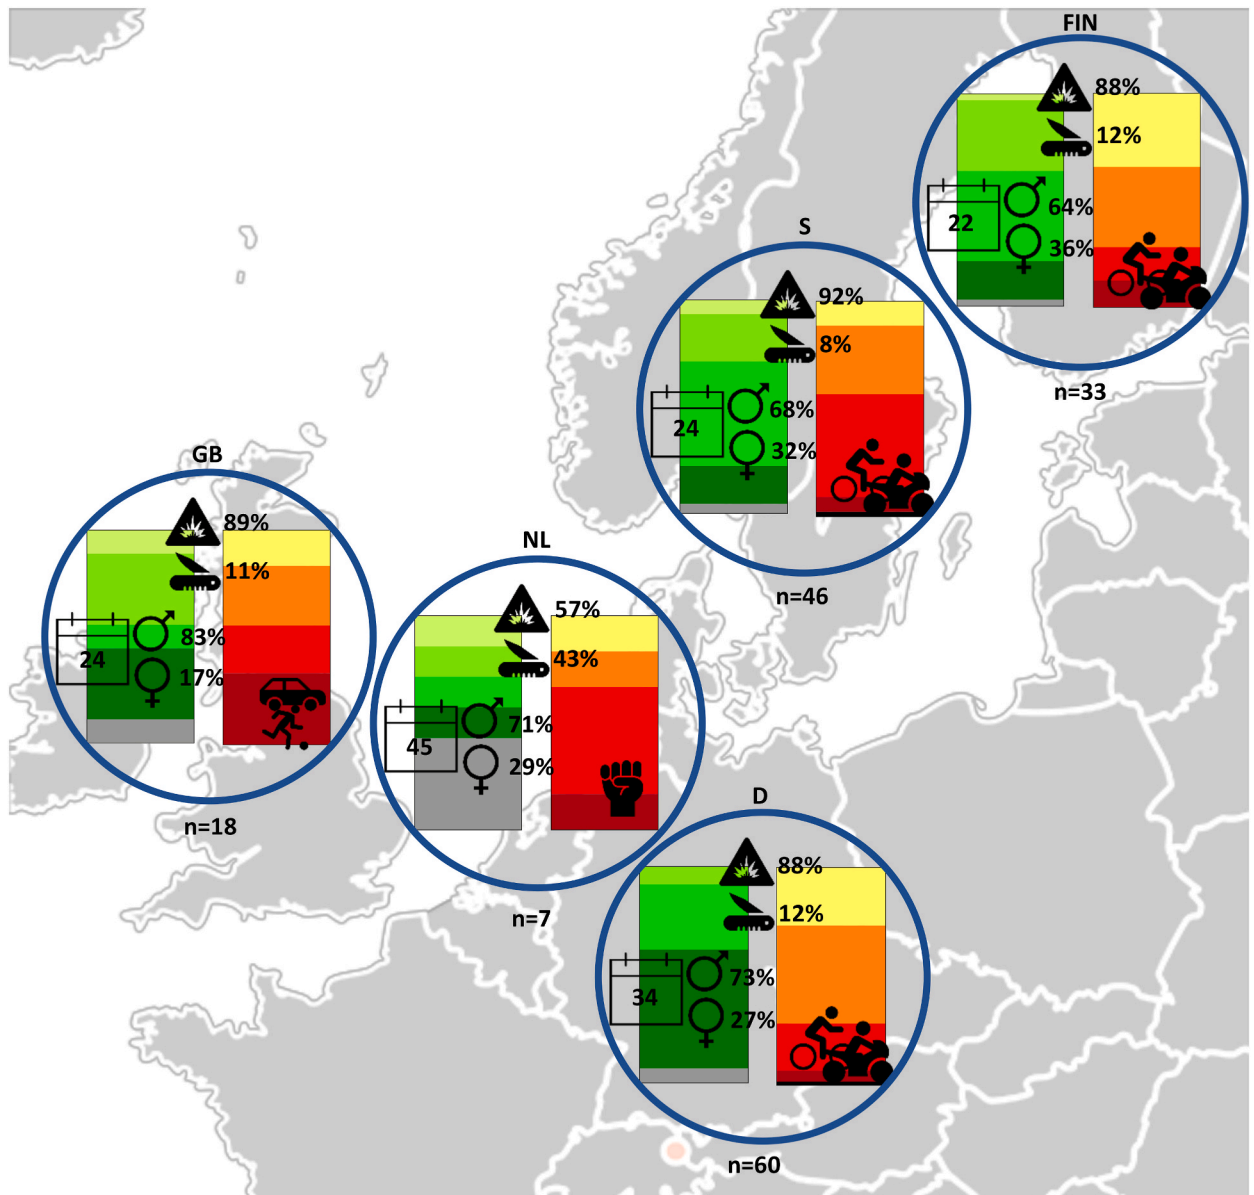 FIN
88%
12%
22
64%
36%
n=33
S
92%
8%
24
68%
32%
n=46
GB
89%
11%
24
83%
17%
n=18
NL
57%
43%
45
71%
29%
n=7
D
88%
12%
34
73%
27%
n=60